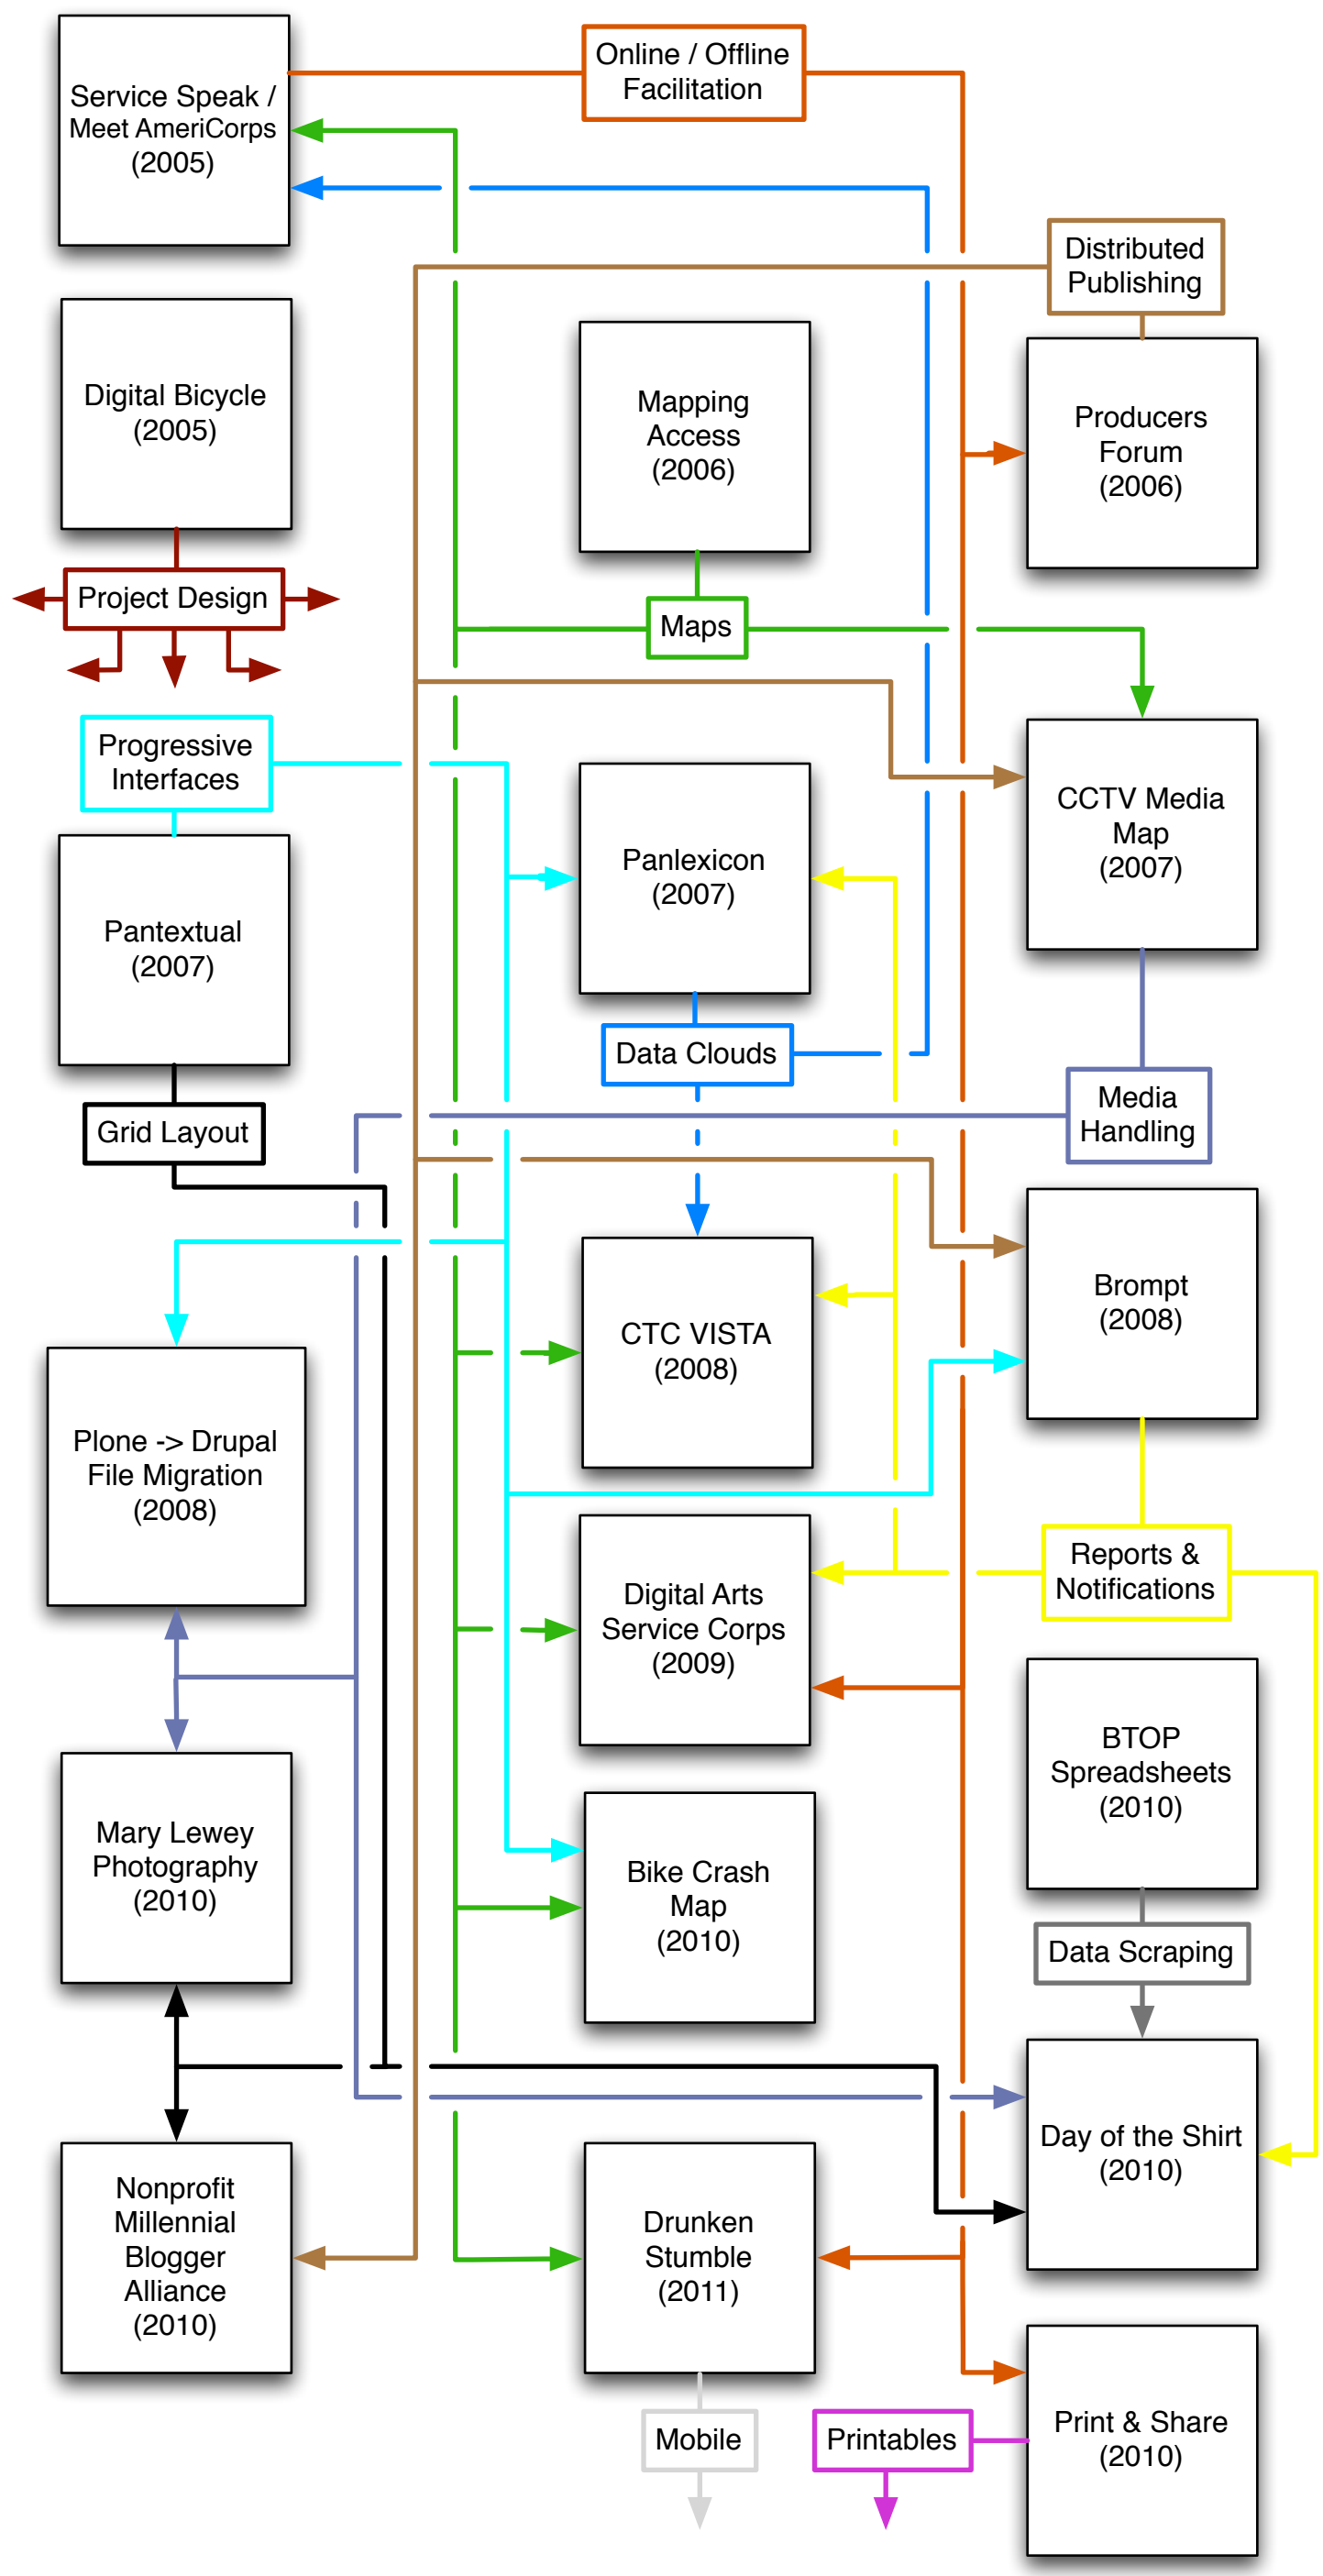 Service Speak /
Meet AmeriCorps
(2005)
Online / Offline
Facilitation
Distributed
Publishing
Digital Bicycle
(2005)
Mapping
Access
(2006)
Producers
Forum
(2006)
Project Design
Maps
Progressive
Interfaces
Pantextual
(2007)
Panlexicon
(2007)
CCTV Media
Map
(2007)
Data Clouds
Grid Layout
Media
Handling
CTC VISTA
(2008)
Brompt
(2008)
Plone -> Drupal
File Migration
(2008)
Digital Arts
Service Corps
(2009)
Reports &
Notifications
BTOP
Spreadsheets
(2010)
Mary Lewey
Photography
(2010)
Bike Crash
Map
(2010)
Data Scraping
Day of the Shirt
(2010)
Nonprofit
Millennial
Blogger
Alliance
(2010)
Drunken
Stumble
(2011)
Print & Share
(2010)
Mobile
Printables